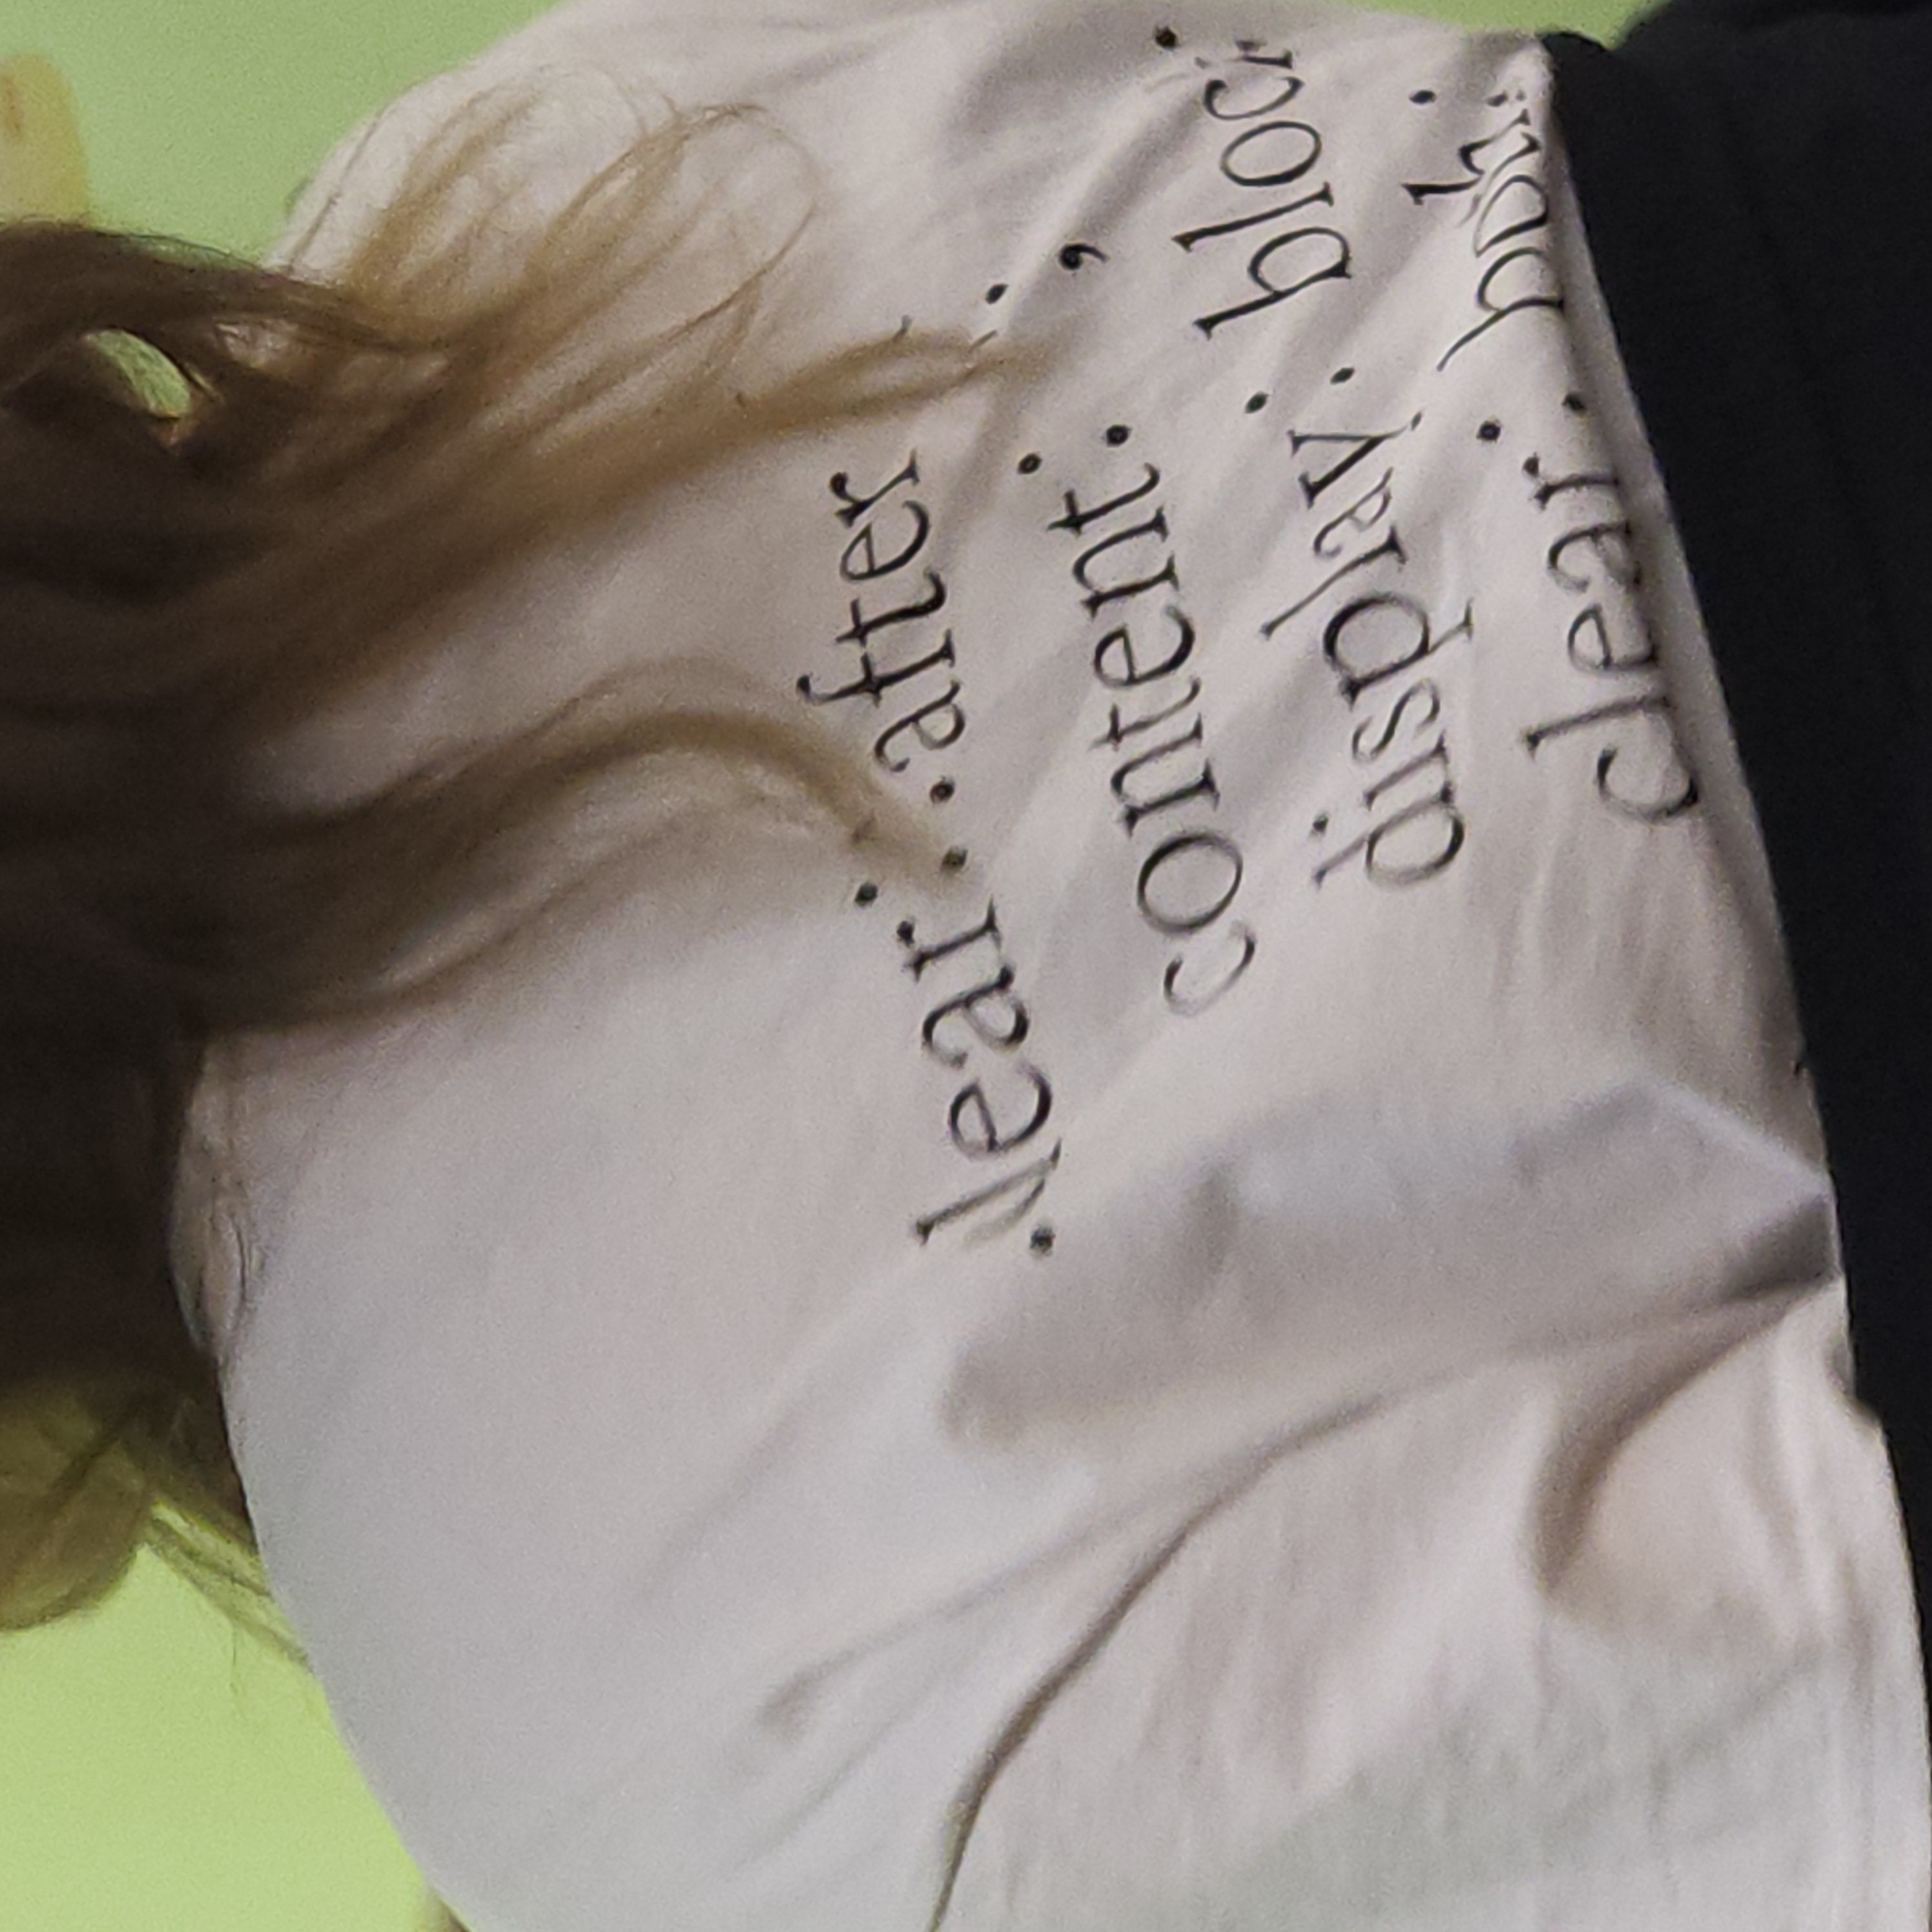 .clear::after
content: ;
display: block;
clear: both;